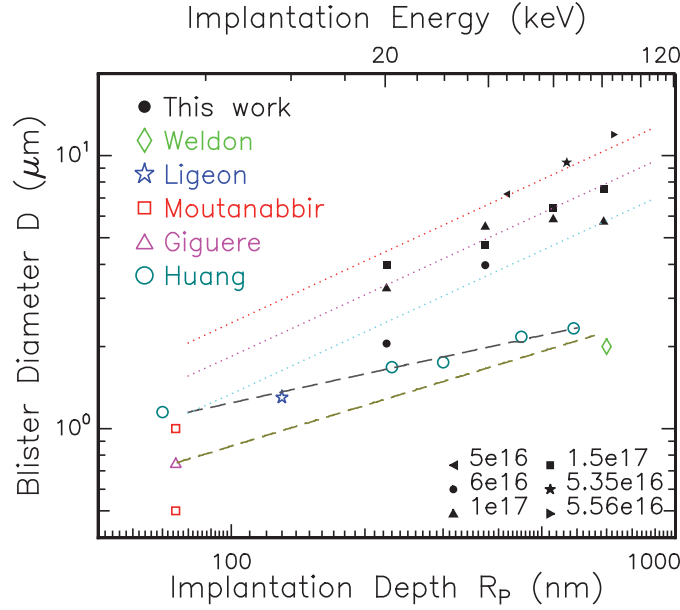 Implantation Energy (keV)
20 120
This work
Weldon
Ligeon
Moutanabbir
Giguere
Huang
Blister Diameter D (μm)
10¹
10⁰
5e16 1.5e17
6e16 5.35e16
1e17 5.56e16
100 1000
Implantation Depth R_P (nm)